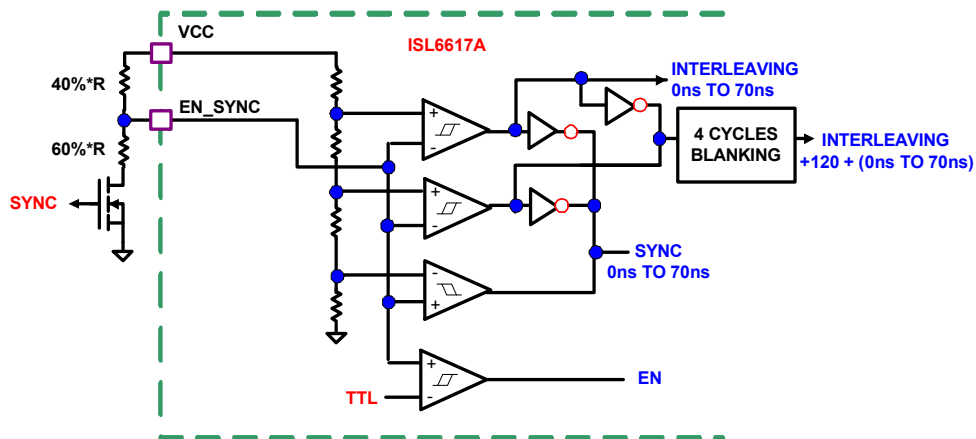 VCC
ISL6617A
40%*R
EN_SYNC
60%*R
SYNC
INTERLEAVING
0ns TO 70ns
4 CYCLES
BLANKING
INTERLEAVING
+120 + (0ns TO 70ns)
SYNC
0ns TO 70ns
+
-
+
-
-
+
+
-
TTL
EN